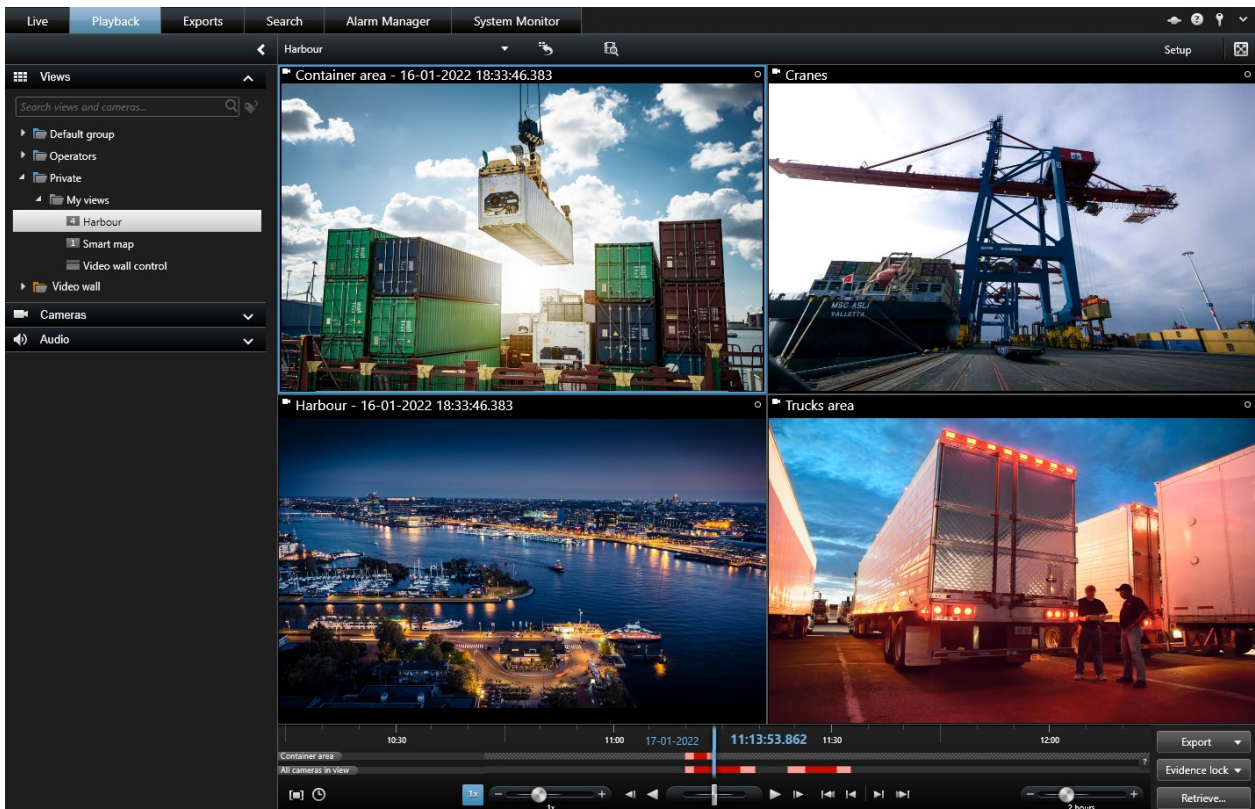 Live Playback Exports Search Alarm Manager System Monitor
Harbour Setup
Views
Search views and cameras...
Default group
Operators
Private
My views
4 Harbour
1 Smart map
Video wall control
Video wall
Cameras
Audio
Container area - 16-01-2022 18:33:46.383
Cranes
MSC ASLI
VALLETTA
Harbour - 16-01-2022 18:33:46.383
Trucks area
10:30 11:00 17-01-2022 11:13:53.862 11:30 12:00
Container area
All cameras in view
?
1x
1x
2 hours
Export
Evidence lock
Retrieve...